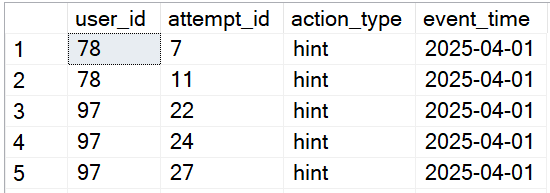 user_id attempt_id action_type event_time
1 78 7 hint 2025-04-01
2 78 11 hint 2025-04-01
3 97 22 hint 2025-04-01
4 97 24 hint 2025-04-01
5 97 27 hint 2025-04-01